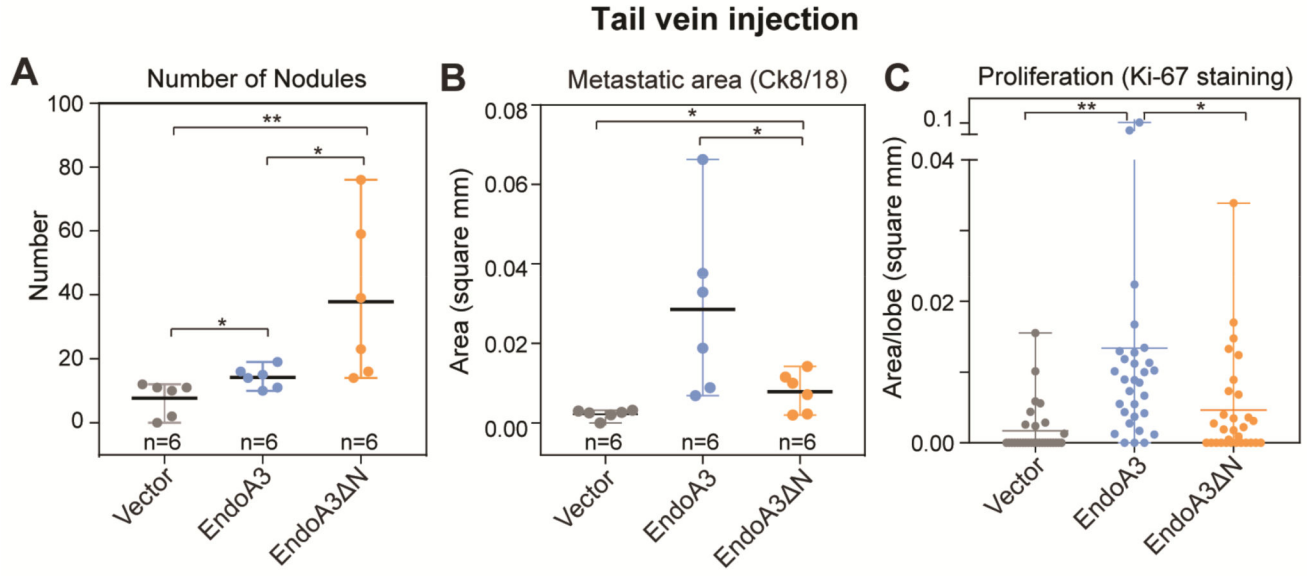 Tail vein injection
A
Number of Nodules
Number
100
80
60
40
20
0
**
*
*
n=6
n=6
n=6
Vector
EndoA3
EndoA3ΔN
B
Metastatic area (Ck8/18)
Area (square mm)
0.08
0.06
0.04
0.02
0.00
*
*
n=6
n=6
n=6
Vector
EndoA3
EndoA3ΔN
C
Proliferation (Ki-67 staining)
Area/lobe (square mm)
0.1
0.04
0.02
0.00
**
*
Vector
EndoA3
EndoA3ΔN